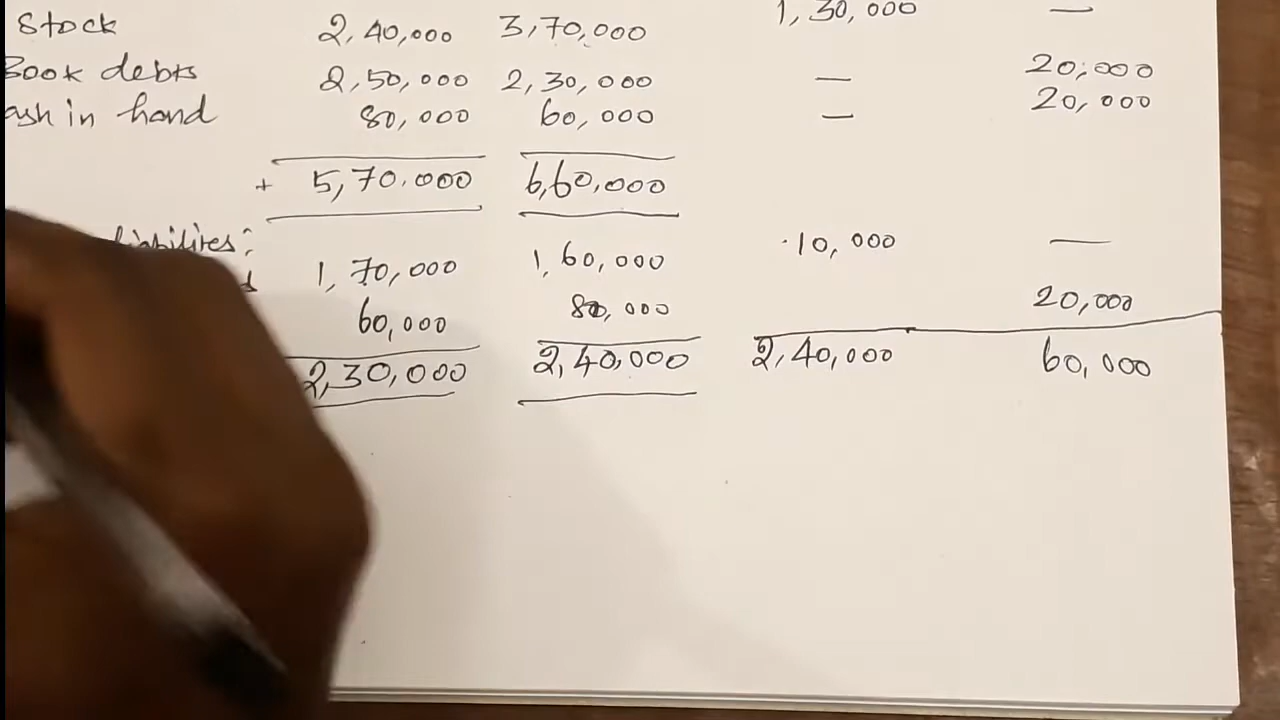 Stock 2,40,000 3,70,000 1,30,000 —
Book debts 2,50,000 2,30,000 — 20,000
ash in hand 80,000 60,000 — 20,000
+ 5,70,000 6,60,000
liabilities:
1,70,000 1,60,000 10,000 —
60,000 80,000 20,000
2,30,000 2,40,000 2,40,000 60,000